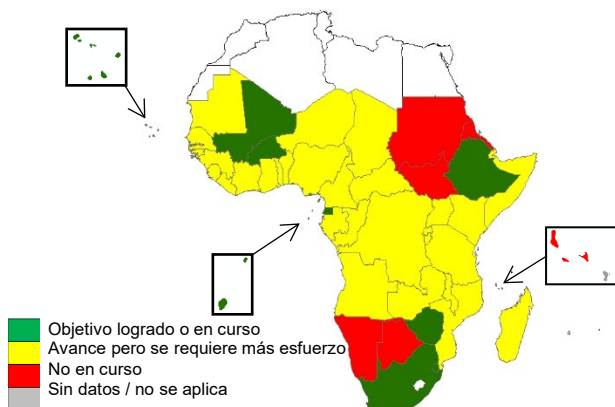 Objetivo logrado o en curso
Avance pero se requiere más esfuerzo
No en curso
Sin datos / no se aplica